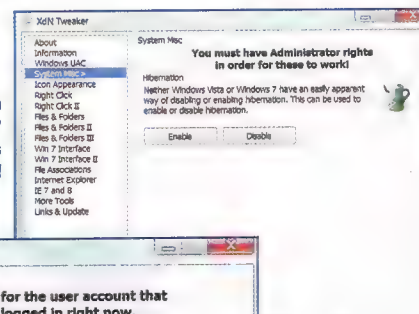 XdN Tweaker
About
Information
Windows UAC
System Misc >
Icon Appearance
Right Click
Right Click II
Files & Folders
Files & Folders II
Files & Folders III
Win 7 Interface
Win 7 Interface II
File Associations
Internet Explorer
IE 7 and 8
More Tools
Links & Update
System Misc
You must have Administrator rights
in order for these to work!
Hibernation
Neither Windows Vista or Windows 7 have an easily apparent
way of disabling or enabling hibernation. This can be used to
enable or disable hibernation.
Enable
Disable
for the user account that
logged in right now